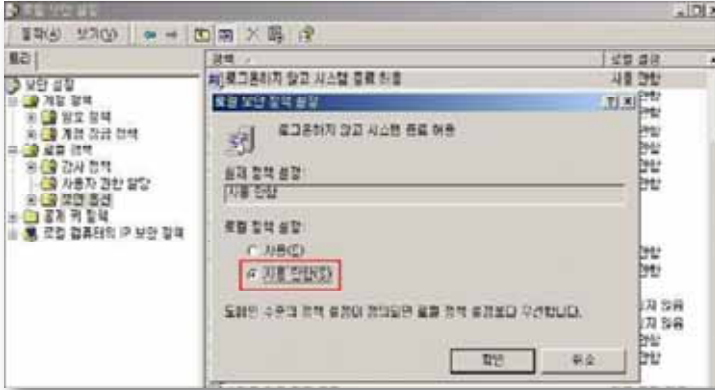 로컬 보안 설정
동작(A) 보기(V)
트리
정책
로컬 설정
보안 설정
계정 정책
암호 정책
계정 잠금 정책
로컬 정책
감사 정책
사용자 권한 할당
보안 옵션
공개 키 정책
로컬 컴퓨터의 IP 보안 정책
로그온하지 않고 시스템 종료 허용
사용 안함
로컬 보안 정책 설정
로그온하지 않고 시스템 종료 허용
실제 정책 설정:
사용 안함
로컬 정책 설정:
사용(E)
사용 안함(S)
도메인 수준의 정책 설정이 정의되면 로컬 정책 설정보다 우선합니다.
확인
취소